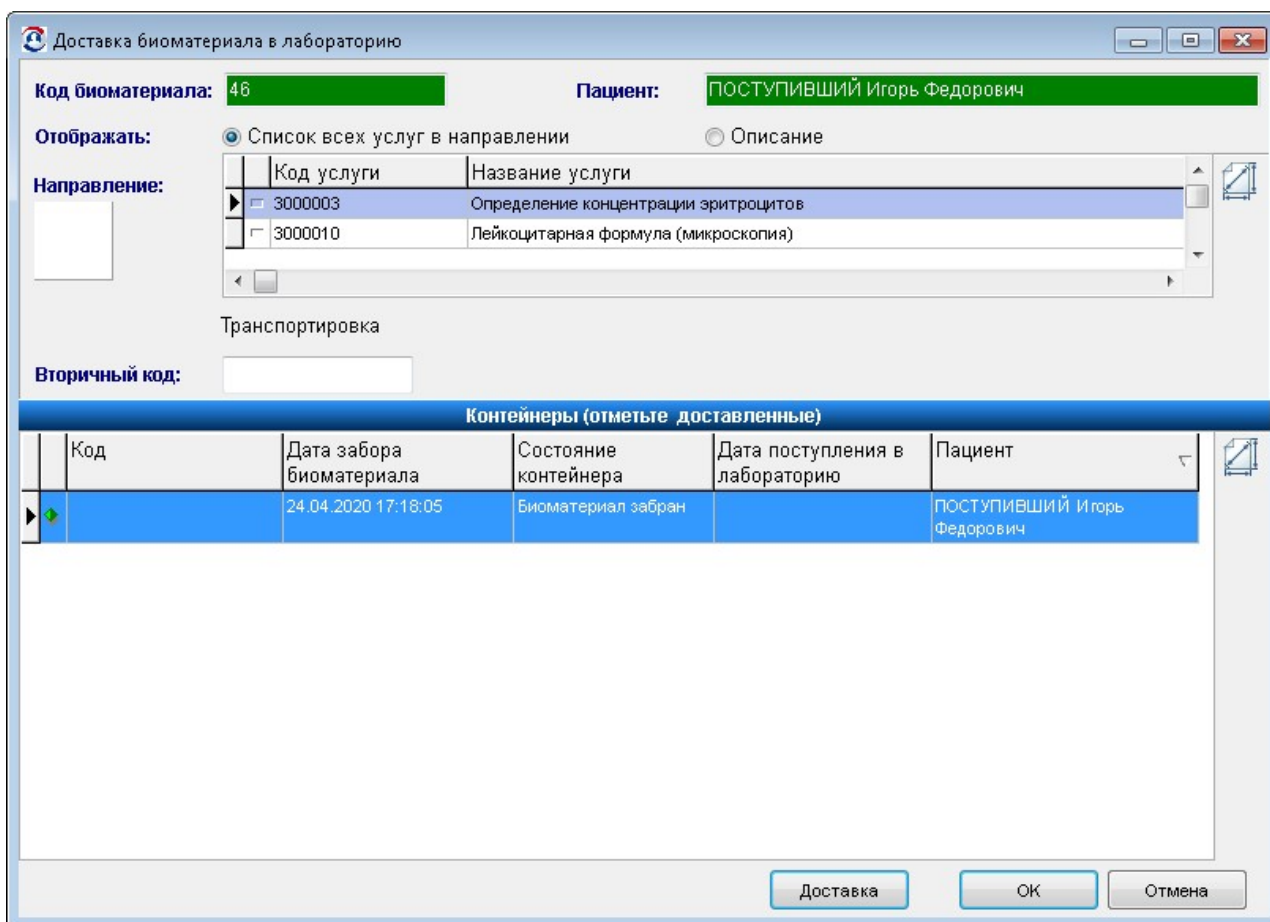 Доставка биоматериала в лабораторию
Код биоматериала: 46 Пациент: ПОСТУПИВШИЙ Игорь Федорович
Отображать: Список всех услуг в направлении Описание
Направление:
Код услуги Название услуги
3000003 Определение концентрации эритроцитов
3000010 Лейкоцитарная формула (микроскопия)
Транспортировка
Вторичный код:
Контейнеры (отметьте доставленные)
Код Дата забора биоматериала Состояние контейнера Дата поступления в лабораторию Пациент
24.04.2020 17:18:05 Биоматериал забран ПОСТУПИВШИЙ Игорь Федорович
Доставка OK Отмена